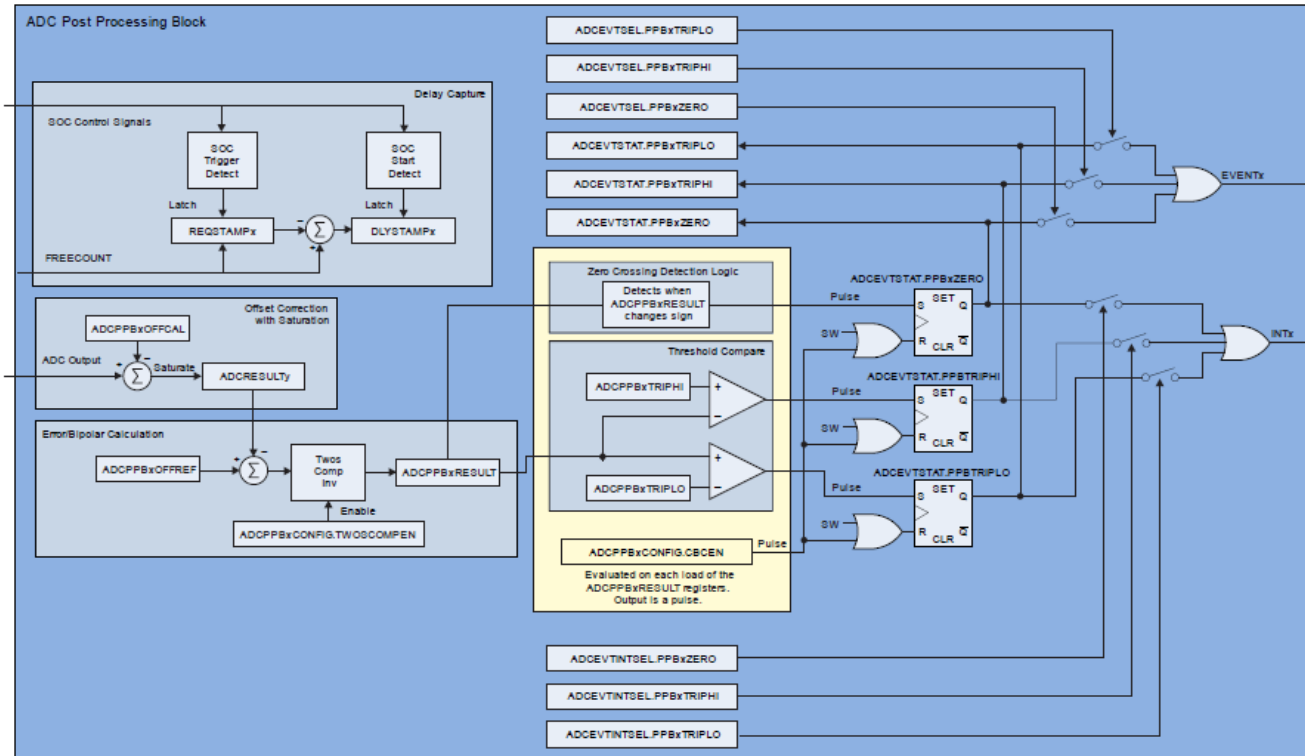 ADC Post Processing Block
ADCEVTSEL.PPBxTRIPLO
ADCEVTSEL.PPBxTRIPHI
ADCEVTSEL.PPBxZERO
ADCEVTSTAT.PPBxTRIPLO
ADCEVTSTAT.PPBxTRIPHI
ADCEVTSTAT.PPBxZERO
EVENTx
Delay Capture
SOC Control Signals
SOC
Trigger
Detect
SOC
Start
Detect
Latch
Latch
REQSTAMPx
−
Σ
+
DLYSTAMPx
FREECOUNT
Offset Correction
with Saturation
ADCPPBxOFFCAL
ADC Output
+
−
Σ
Saturate
ADCRESULTy
Error/Bipolar Calculation
ADCPPBxOFFREF
+
−
Σ
Twos
Comp
Inv
ADCPPBxRESULT
Enable
ADCPPBxCONFIG.TWOSCOMPEN
Zero Crossing Detection Logic
Detects when
ADCPPBxRESULT
changes sign
Threshold Compare
ADCPPBxTRIPHI
+
−
+
−
ADCPPBxTRIPLO
ADCPPBxCONFIG.CBCEN
Pulse
Evaluated on each load of the
ADCPPBxRESULT registers.
Output is a pulse.
ADCEVTSTAT.PPBxZERO
Pulse
SW
S SET Q
R CLR Q̅
ADCEVTSTAT.PPBTRIPHI
Pulse
SW
S SET Q
R CLR Q̅
ADCEVTSTAT.PPBTRIPLO
Pulse
SW
S SET Q
R CLR Q̅
INTx
ADCEVTINTSEL.PPBxZERO
ADCEVTINTSEL.PPBxTRIPHI
ADCEVTINTSEL.PPBxTRIPLO